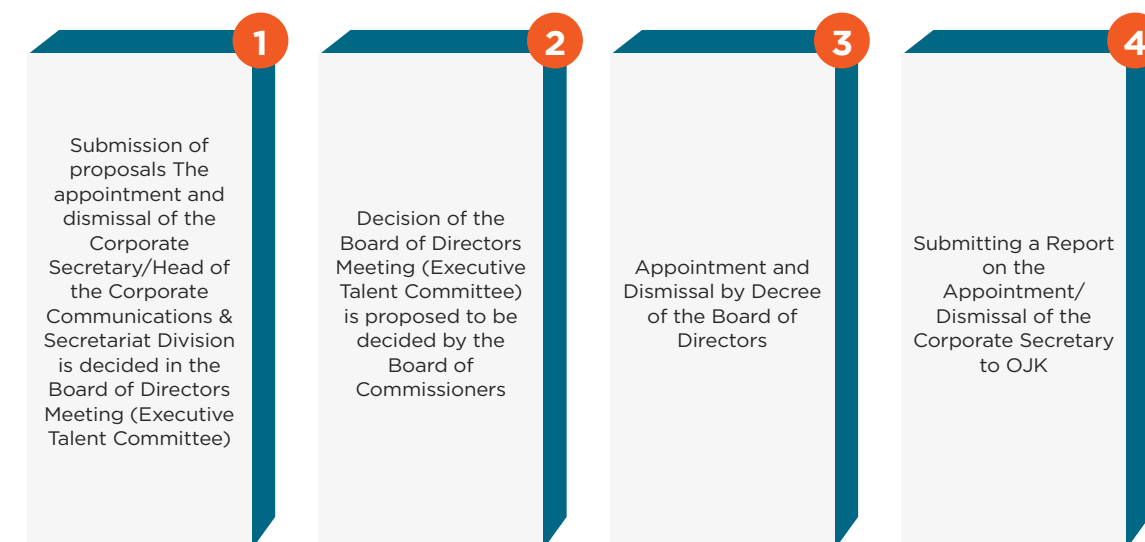 1
Submission of
proposals The
appointment and
dismissal of the
Corporate
Secretary/Head of
the Corporate
Communications &
Secretariat Division
is decided in the
Board of Directors
Meeting (Executive
Talent Committee)
2
Decision of the
Board of Directors
Meeting (Executive
Talent Committee)
is proposed to be
decided by the
Board of
Commissioners
3
Appointment and
Dismissal by Decree
of the Board of
Directors
4
Submitting a Report
on the
Appointment/
Dismissal of the
Corporate Secretary
to OJK